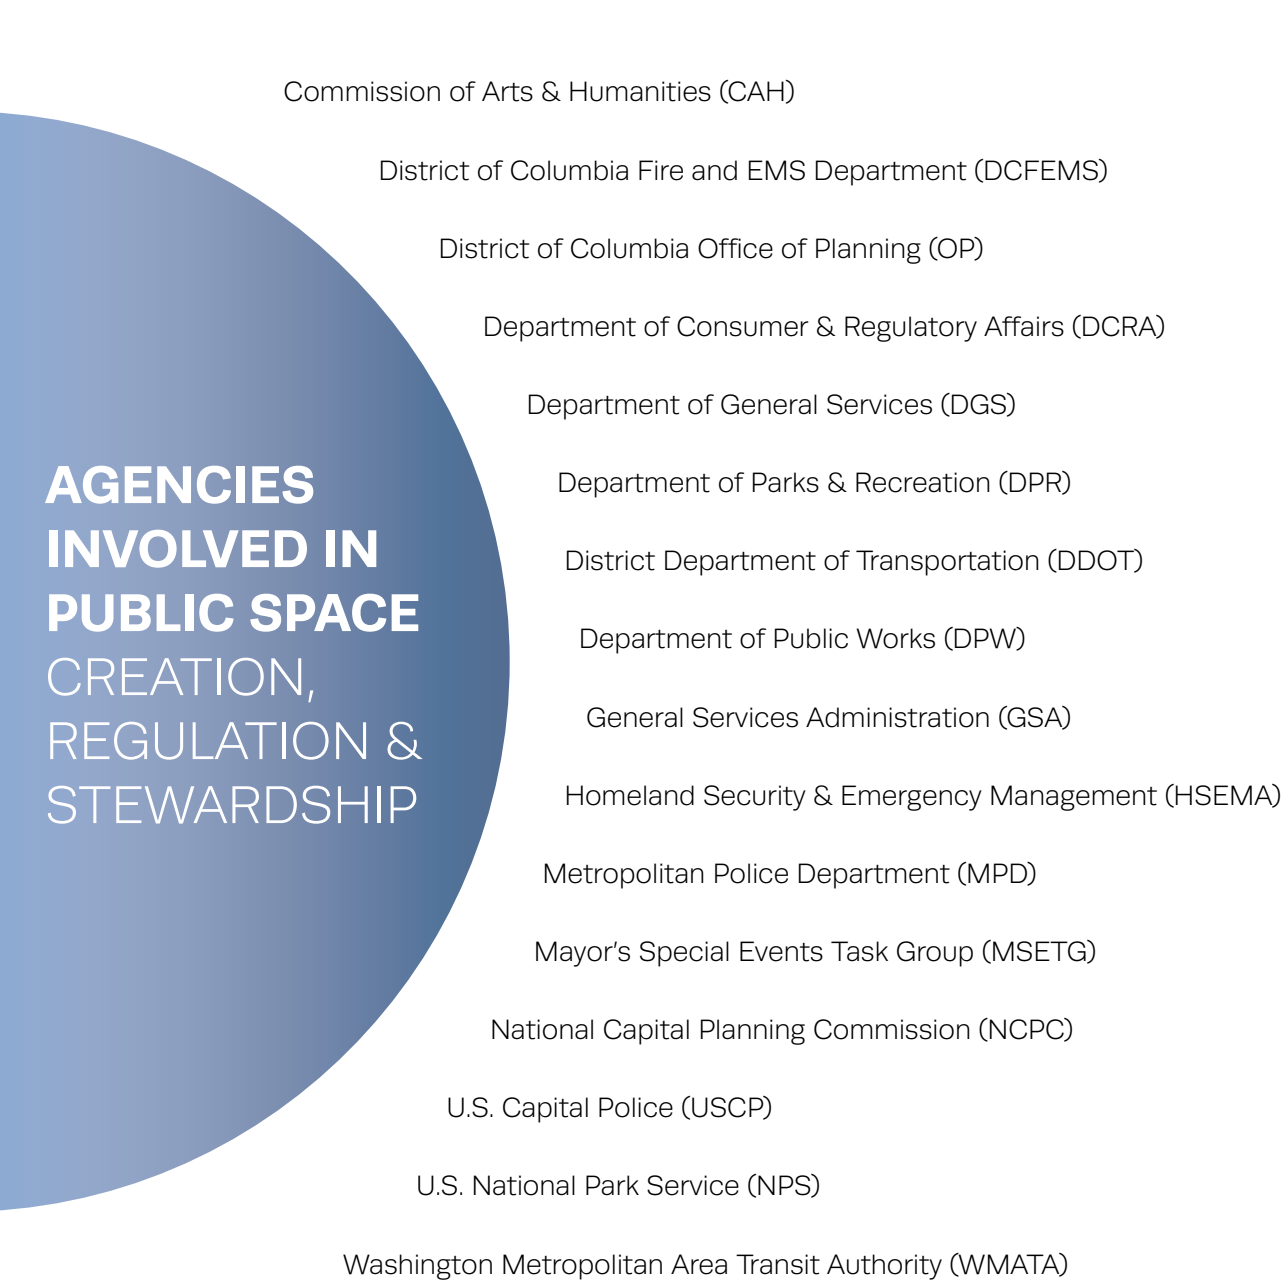 Commission of Arts & Humanities (CAH)
District of Columbia Fire and EMS Department (DCFEMS)
District of Columbia Office of Planning (OP)
Department of Consumer & Regulatory Affairs (DCRA)
Department of General Services (DGS)
Department of Parks & Recreation (DPR)
District Department of Transportation (DDOT)
Department of Public Works (DPW)
General Services Administration (GSA)
Homeland Security & Emergency Management (HSEMA)
Metropolitan Police Department (MPD)
Mayor’s Special Events Task Group (MSETG)
National Capital Planning Commission (NCPC)
U.S. Capital Police (USCP)
U.S. National Park Service (NPS)
Washington Metropolitan Area Transit Authority (WMATA)
AGENCIES
INVOLVED IN
PUBLIC SPACE
CREATION,
REGULATION &
STEWARDSHIP